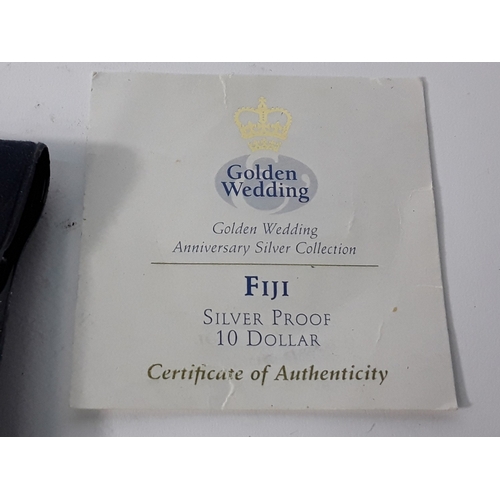 Golden
Wedding
Golden Wedding
Anniversary Silver Collection
FIJI
SILVER PROOF
10 DOLLAR
Certificate of Authenticity